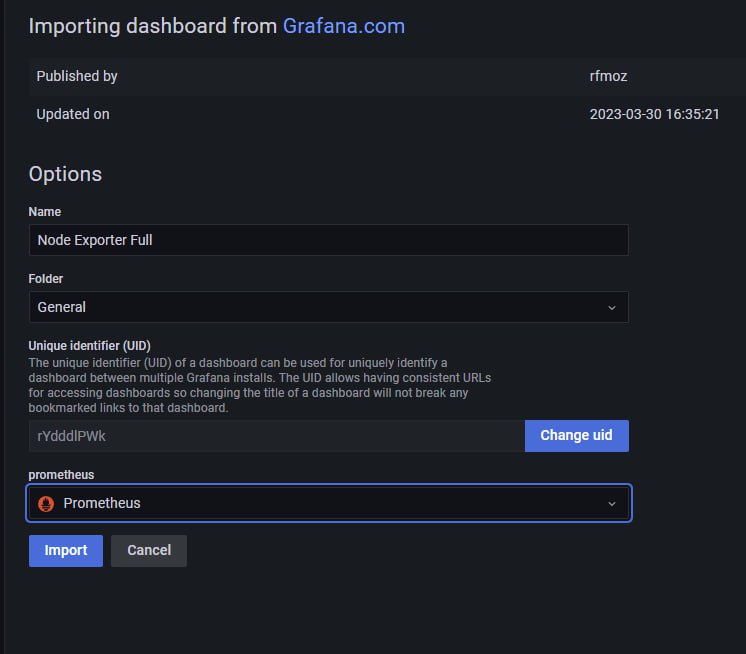 Importing dashboard from Grafana.com
Published by rfmoz
Updated on 2023-03-30 16:35:21
Options
Name
Node Exporter Full
Folder
General
Unique identifier (UID)
The unique identifier (UID) of a dashboard can be used for uniquely identify a
dashboard between multiple Grafana installs. The UID allows having consistent URLs
for accessing dashboards so changing the title of a dashboard will not break any
bookmarked links to that dashboard.
rYdddlPWk Change uid
prometheus
Prometheus
Import Cancel